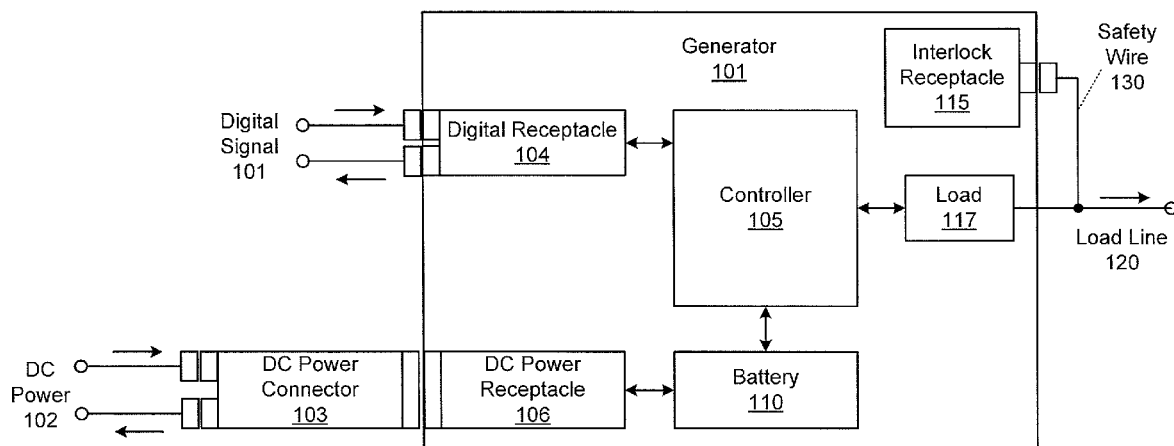 Generator
101
Interlock
Receptacle
115
Safety
Wire
130
Digital
Signal
101
Digital Receptacle
104
Controller
105
Load
117
Load Line
120
DC
Power
102
DC Power
Connector
103
DC Power
Receptacle
106
Battery
110